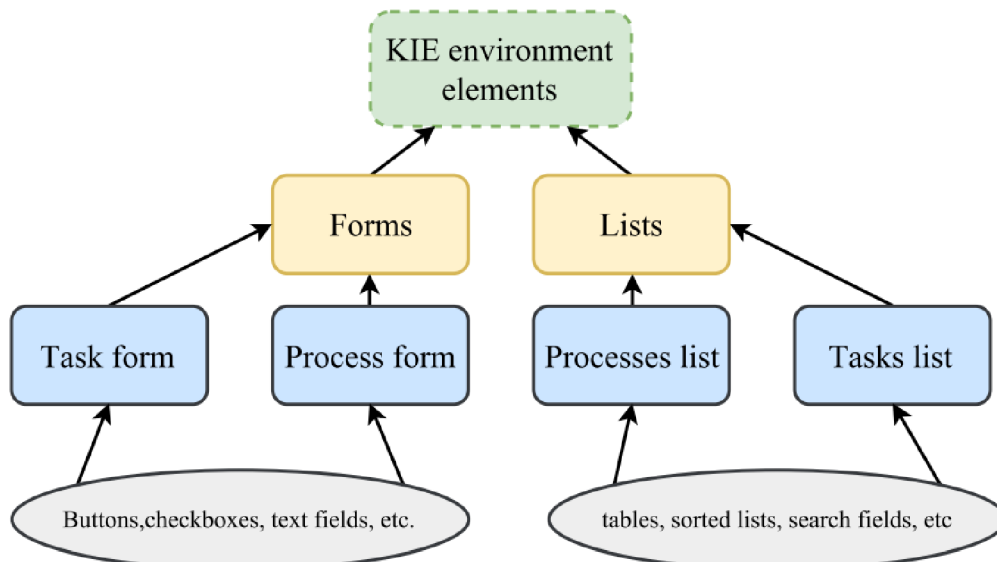 KIE environment
elements
Forms
Lists
Task form
Process form
Processes list
Tasks list
Buttons,checkboxes, text fields, etc.
tables, sorted lists, search fields, etc